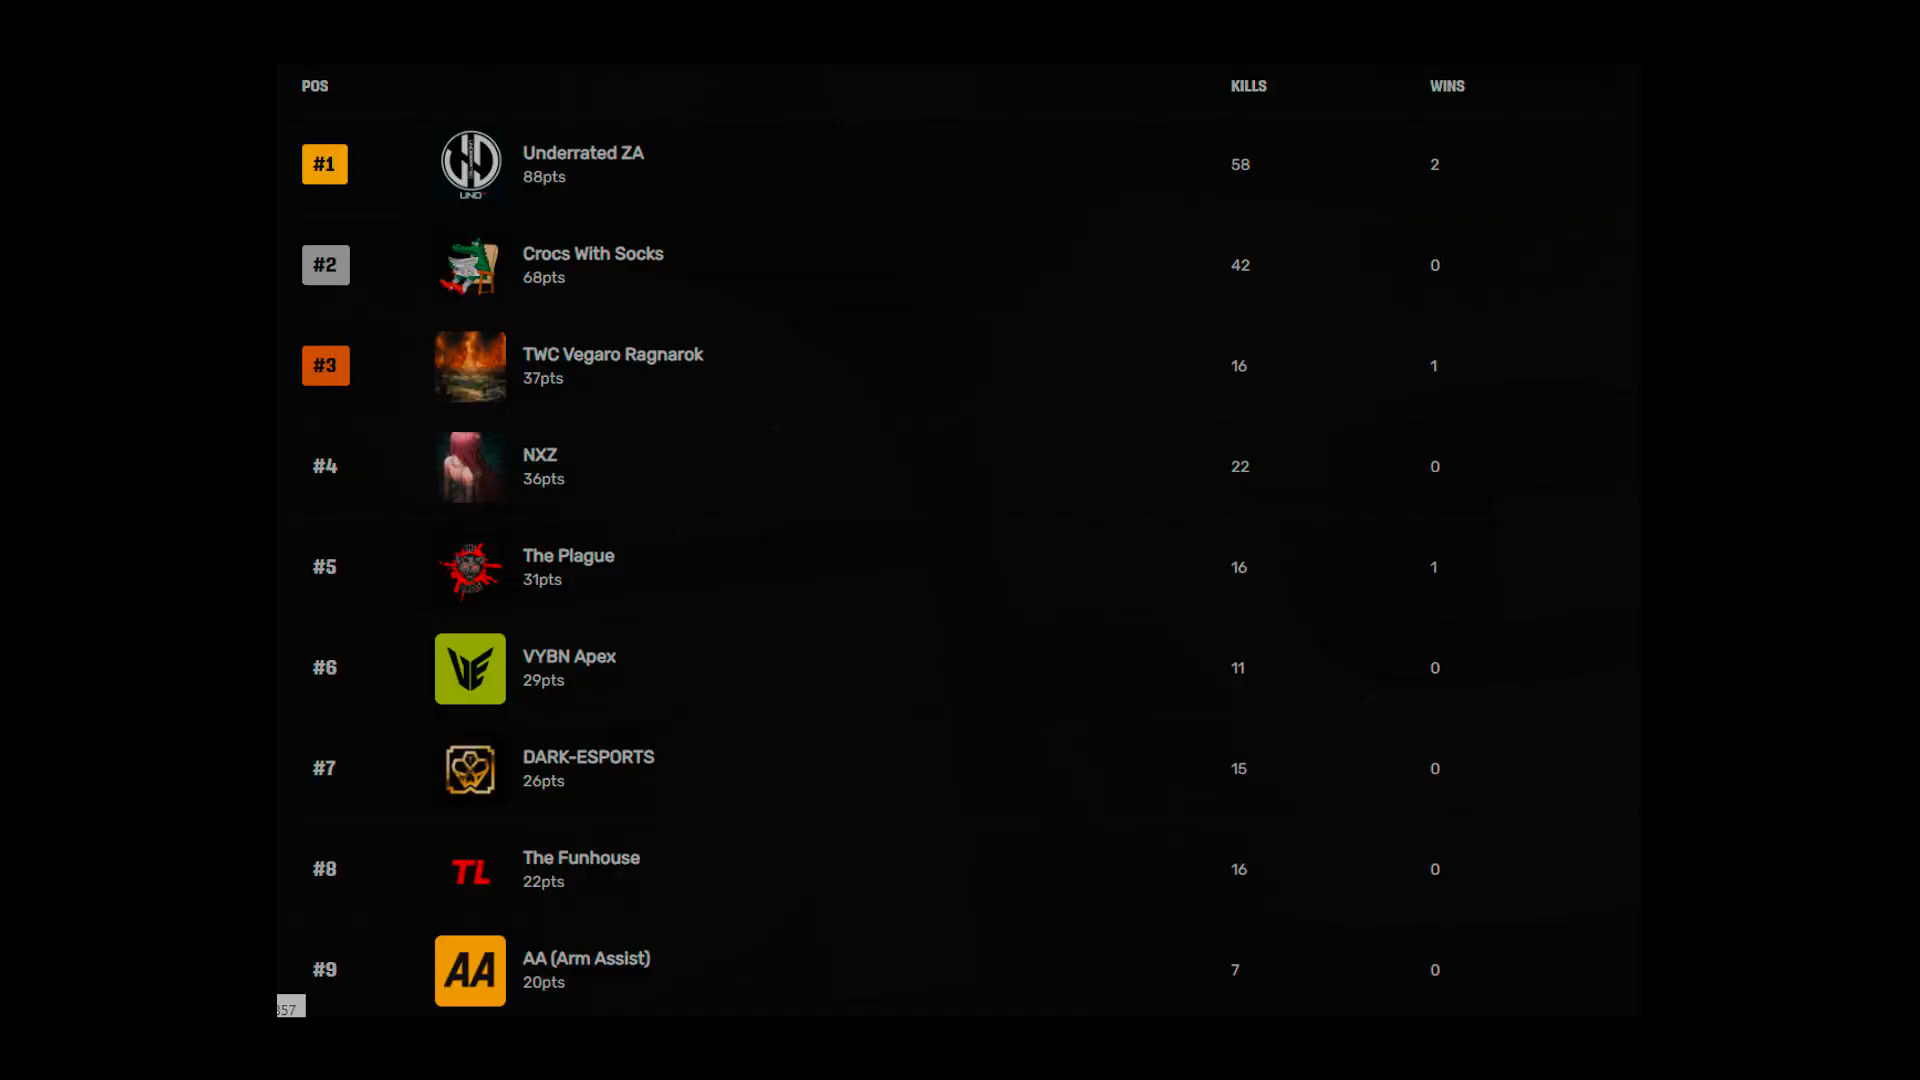 POS KILLS WINS
#1 Underrated ZA 58 2
88pts
UND
#2 Crocs With Socks 42 0
68pts
#3 TWC Vegaro Ragnarok 16 1
37pts
#4 NXZ 22 0
36pts
#5 The Plague 16 1
31pts
#6 VYBN Apex 11 0
29pts
#7 DARK-ESPORTS 15 0
26pts
#8 TL The Funhouse 16 0
22pts
#9 AA AA (Arm Assist) 7 0
20pts